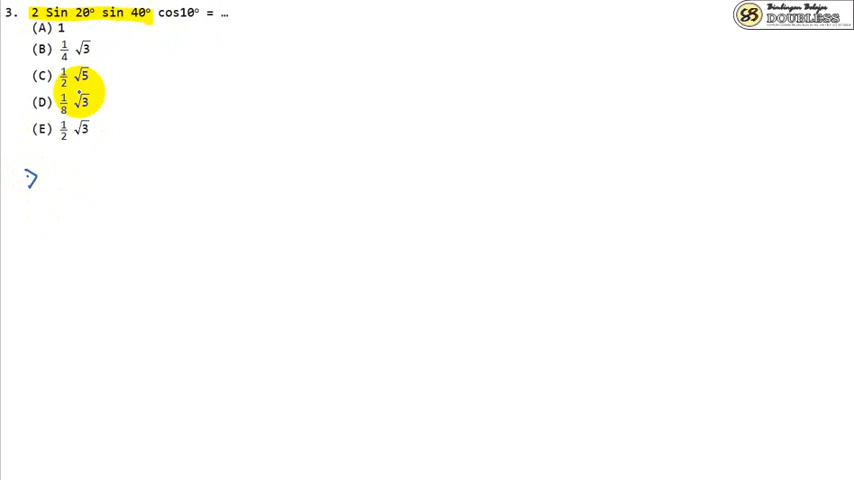 3. 2 Sin 20° sin 40° cos10° = …
(A) 1
(B) 1/4 √3
(C) 1/2 √5
(D) 1/8 √3
(E) 1/2 √3
Bimbingan Belajar
DOUBLESS